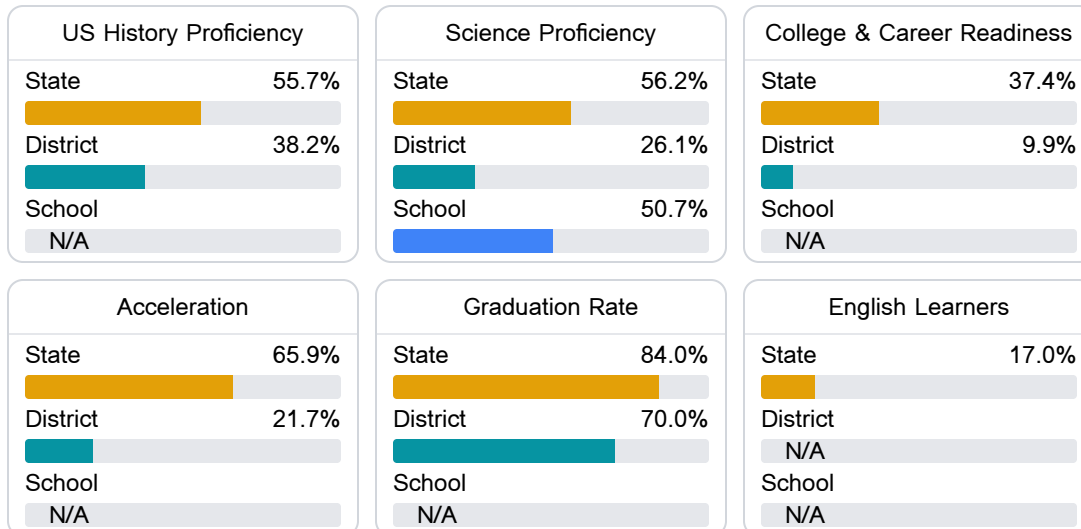 US History Proficiency
State 55.7%
District 38.2%
School
N/A
Science Proficiency
State 56.2%
District 26.1%
School 50.7%
College & Career Readiness
State 37.4%
District 9.9%
School
N/A
Acceleration
State 65.9%
District 21.7%
School
N/A
Graduation Rate
State 84.0%
District 70.0%
School
N/A
English Learners
State 17.0%
District
N/A
School
N/A